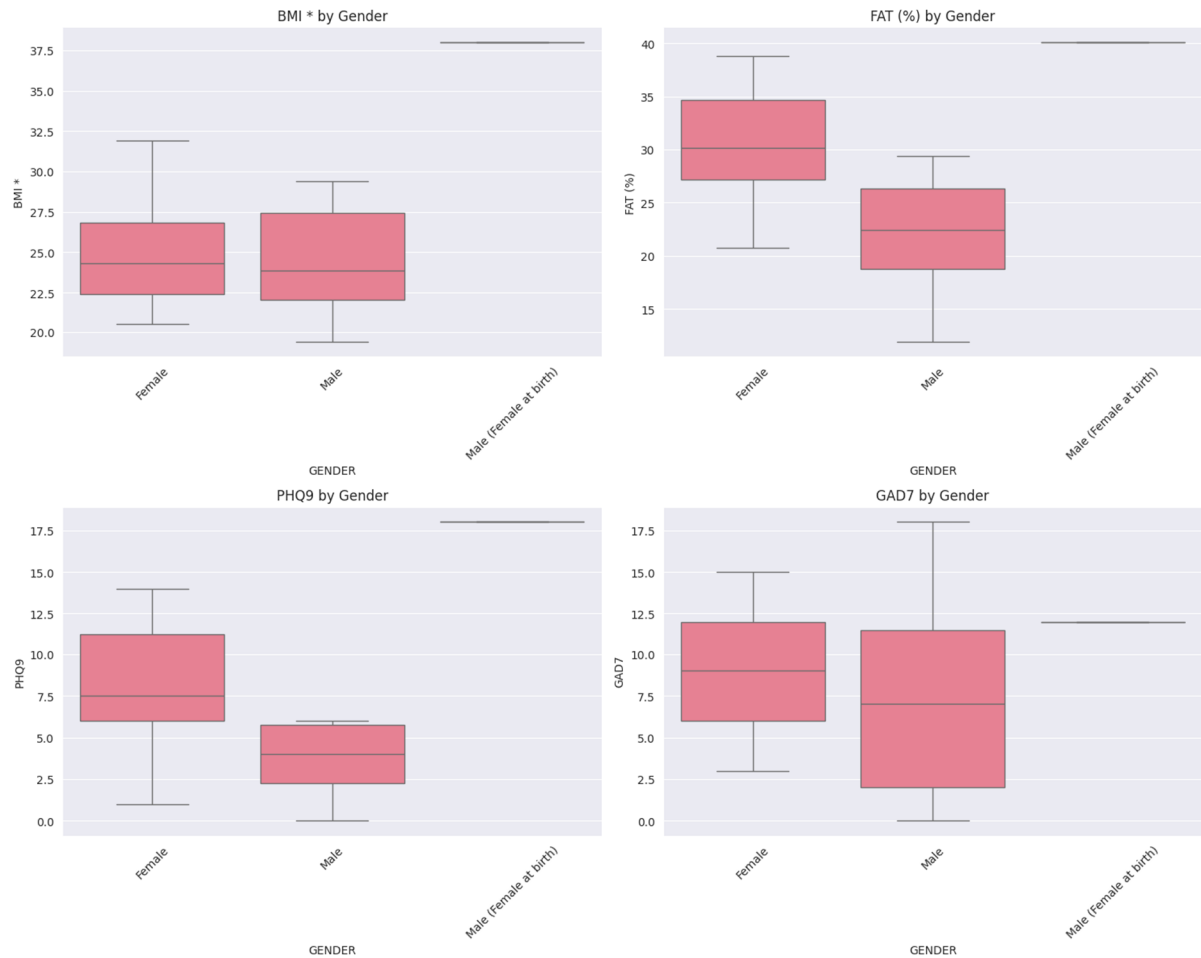 BMI * by Gender
BMI *
37.5
35.0
32.5
30.0
27.5
25.0
22.5
20.0
Female
Male
Male (Female at birth)
GENDER
FAT (%) by Gender
FAT (%)
40
35
30
25
20
15
Female
Male
Male (Female at birth)
GENDER
PHQ9 by Gender
PHQ9
17.5
15.0
12.5
10.0
7.5
5.0
2.5
0.0
Female
Male
Male (Female at birth)
GENDER
GAD7 by Gender
GAD7
17.5
15.0
12.5
10.0
7.5
5.0
2.5
0.0
Female
Male
Male (Female at birth)
GENDER